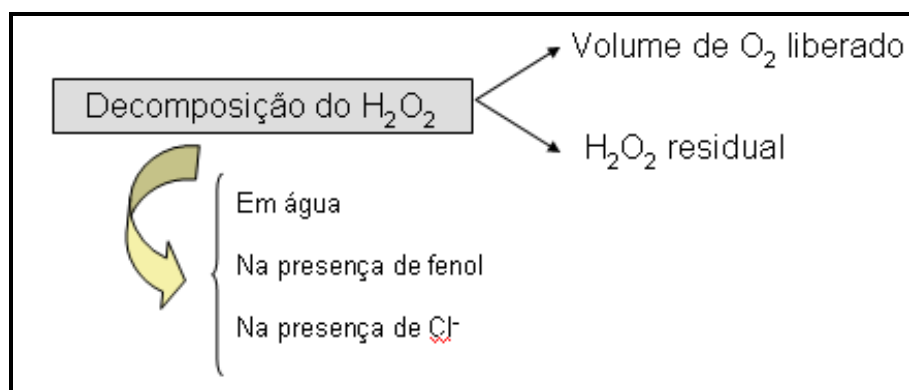 Volume de O₂ liberado
Decomposição do H₂O₂
H₂O₂ residual
Em água
Na presença de fenol
Na presença de Cl⁻